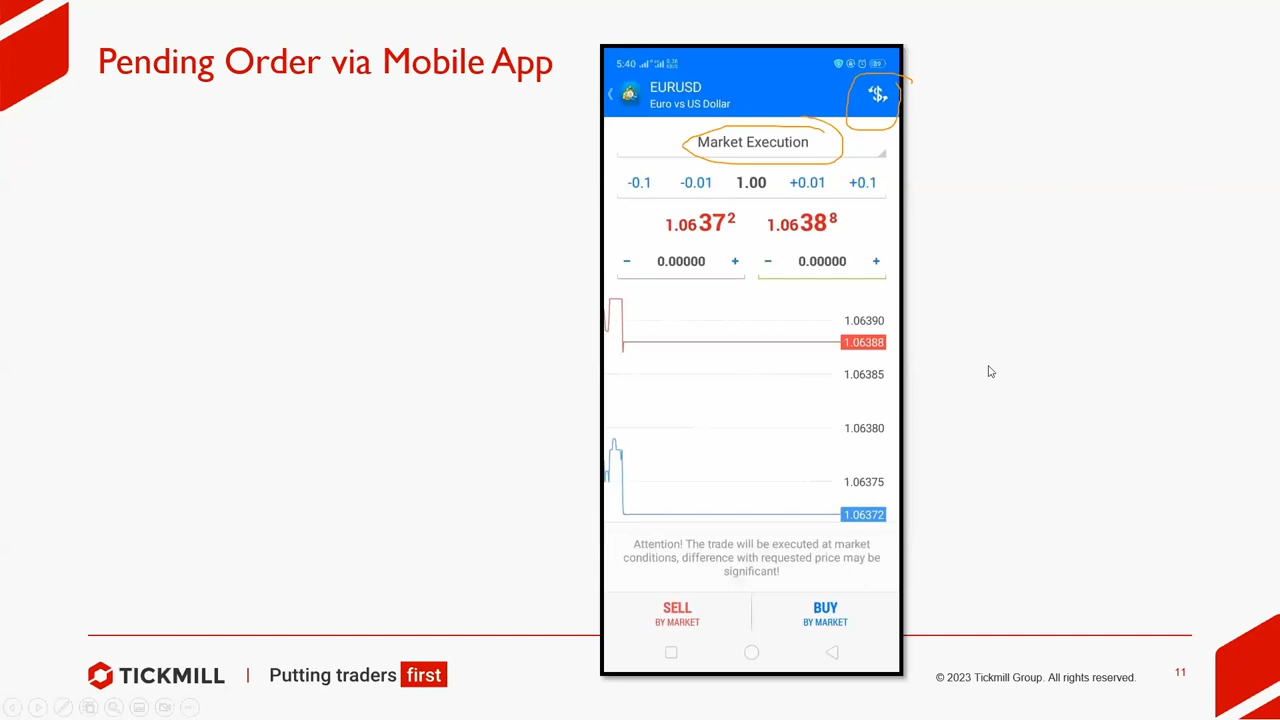 Pending Order via Mobile App
5:40
EURUSD
Euro vs US Dollar
Market Execution
-0.1 -0.01 1.00 +0.01 +0.1
1.06372 1.06388
− 0.00000 + − 0.00000 +
1.06390
1.06388
1.06385
1.06380
1.06375
1.06372
Attention! The trade will be executed at market
conditions, difference with requested price may be
significant!
SELL BUY
BY MARKET BY MARKET
TICKMILL | Putting traders first
© 2023 Tickmill Group. All rights reserved.
11